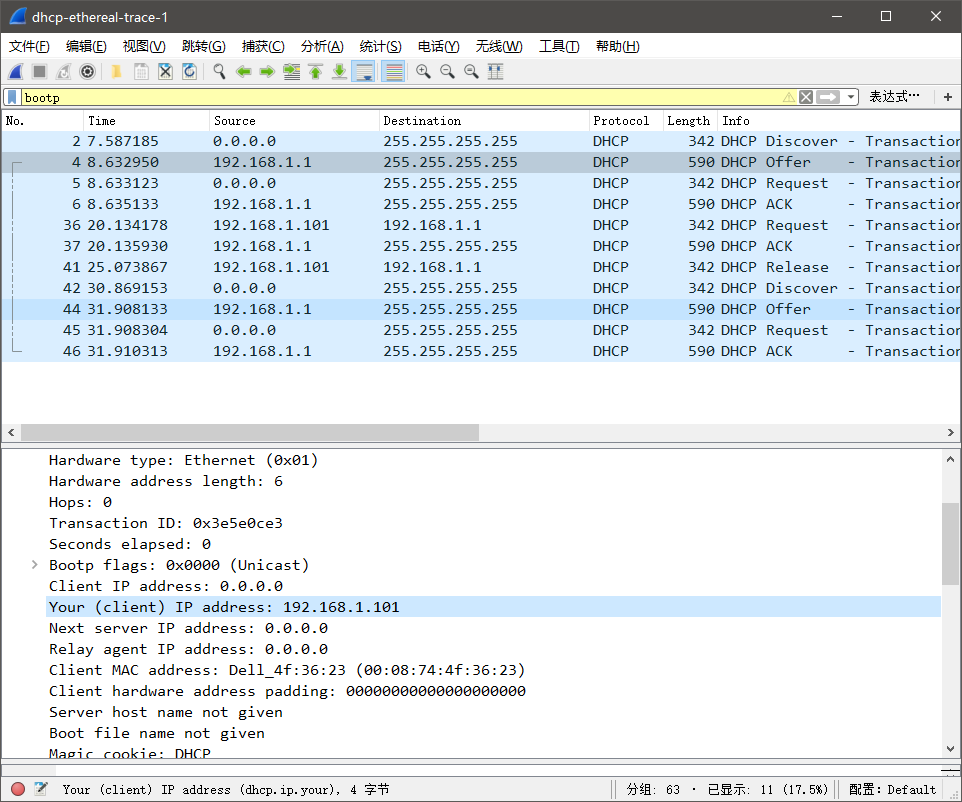 dhcp-ethereal-trace-1
文件(F) 编辑(E) 视图(V) 跳转(G) 捕获(C) 分析(A) 统计(S) 电话(Y) 无线(W) 工具(T) 帮助(H)
bootp 表达式…
No. Time Source Destination Protocol Length Info
2 7.587185 0.0.0.0 255.255.255.255 DHCP 342 DHCP Discover - Transaction
4 8.632950 192.168.1.1 255.255.255.255 DHCP 590 DHCP Offer - Transaction
5 8.633123 0.0.0.0 255.255.255.255 DHCP 342 DHCP Request - Transaction
6 8.635133 192.168.1.1 255.255.255.255 DHCP 590 DHCP ACK - Transaction
36 20.134178 192.168.1.101 192.168.1.1 DHCP 342 DHCP Request - Transaction
37 20.135930 192.168.1.1 255.255.255.255 DHCP 590 DHCP ACK - Transaction
41 25.073867 192.168.1.101 192.168.1.1 DHCP 342 DHCP Release - Transaction
42 30.869153 0.0.0.0 255.255.255.255 DHCP 342 DHCP Discover - Transaction
44 31.908133 192.168.1.1 255.255.255.255 DHCP 590 DHCP Offer - Transaction
45 31.908304 0.0.0.0 255.255.255.255 DHCP 342 DHCP Request - Transaction
46 31.910313 192.168.1.1 255.255.255.255 DHCP 590 DHCP ACK - Transaction
Hardware type: Ethernet (0x01)
Hardware address length: 6
Hops: 0
Transaction ID: 0x3e5e0ce3
Seconds elapsed: 0
Bootp flags: 0x0000 (Unicast)
Client IP address: 0.0.0.0
Your (client) IP address: 192.168.1.101
Next server IP address: 0.0.0.0
Relay agent IP address: 0.0.0.0
Client MAC address: Dell_4f:36:23 (00:08:74:4f:36:23)
Client hardware address padding: 00000000000000000000
Server host name not given
Boot file name not given
Magic cookie: DHCP
Your (client) IP address (dhcp.ip.your), 4 字节 分组: 63 · 已显示: 11 (17.5%) 配置: Default